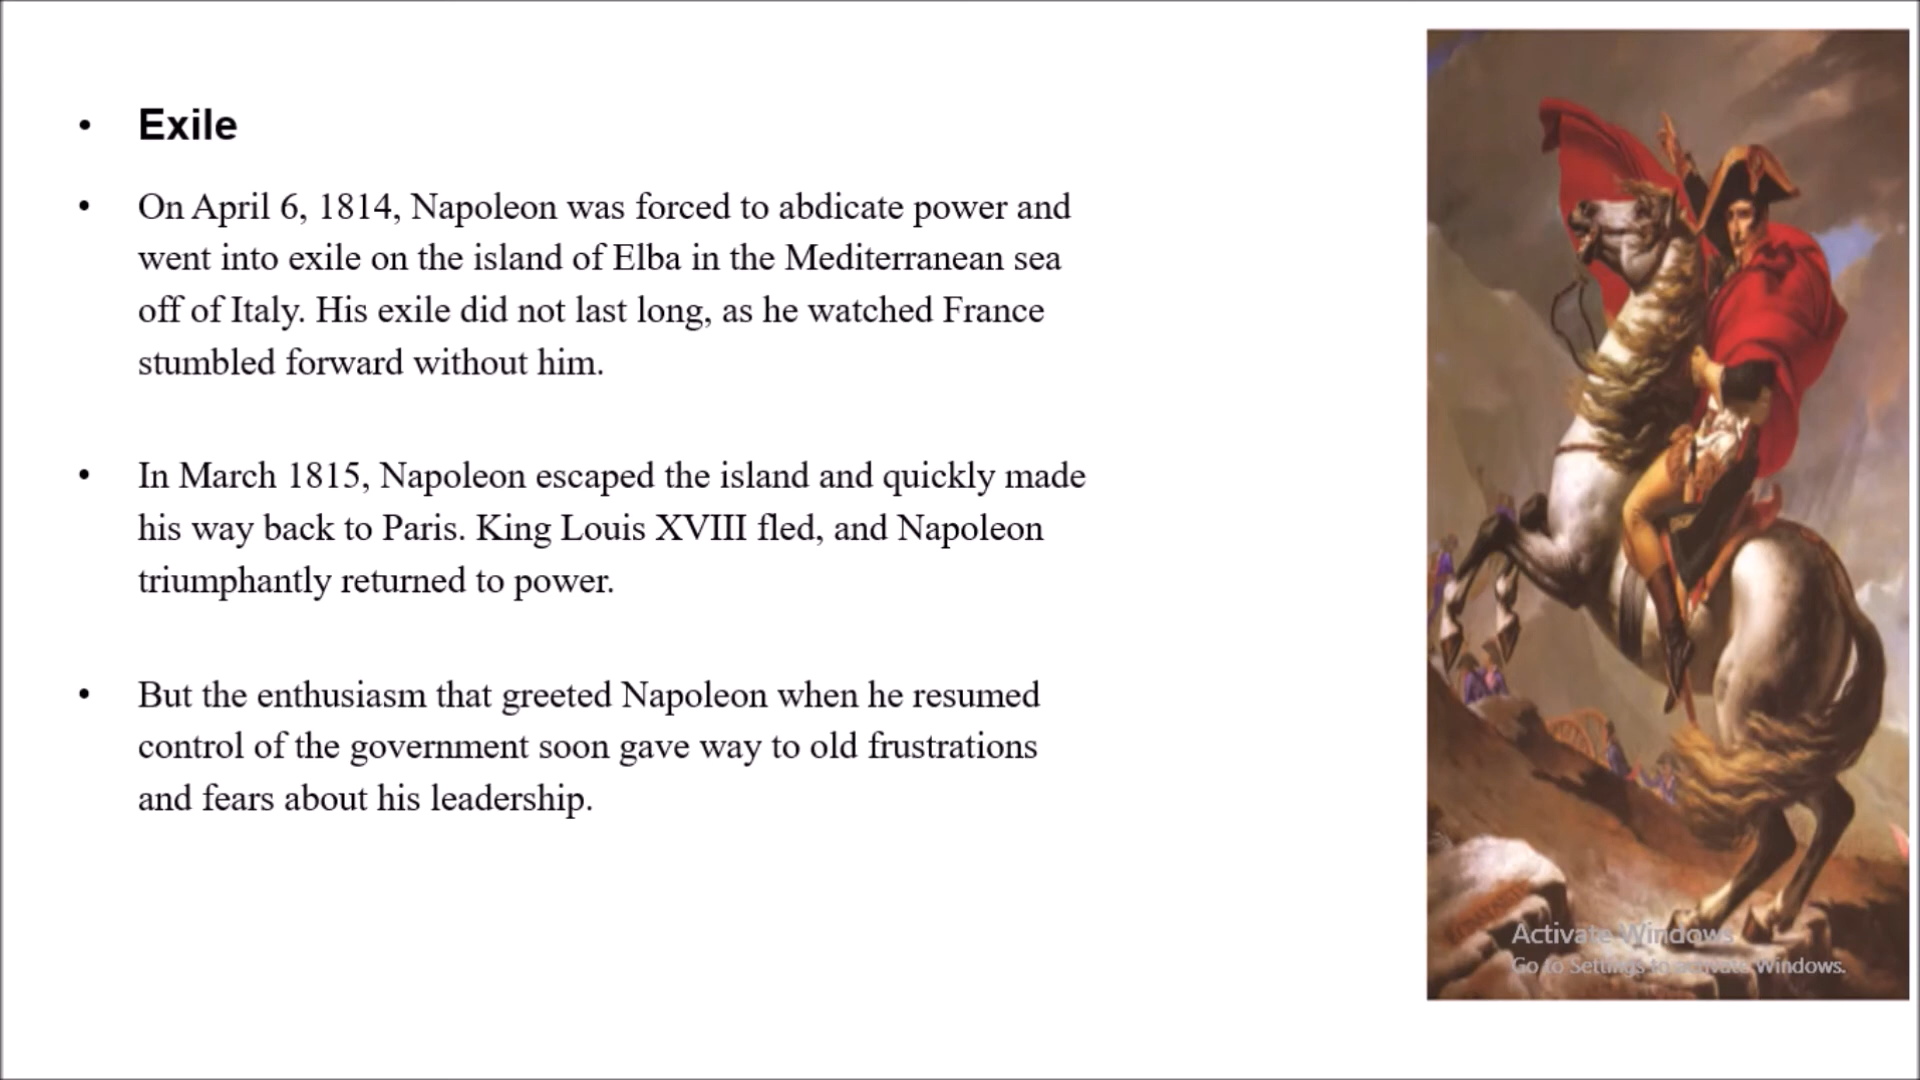 • Exile
• On April 6, 1814, Napoleon was forced to abdicate power and
went into exile on the island of Elba in the Mediterranean sea
off of Italy. His exile did not last long, as he watched France
stumbled forward without him.
• In March 1815, Napoleon escaped the island and quickly made
his way back to Paris. King Louis XVIII fled, and Napoleon
triumphantly returned to power.
• But the enthusiasm that greeted Napoleon when he resumed
control of the government soon gave way to old frustrations
and fears about his leadership.
Activate Windows
Go to Settings to activate Windows.